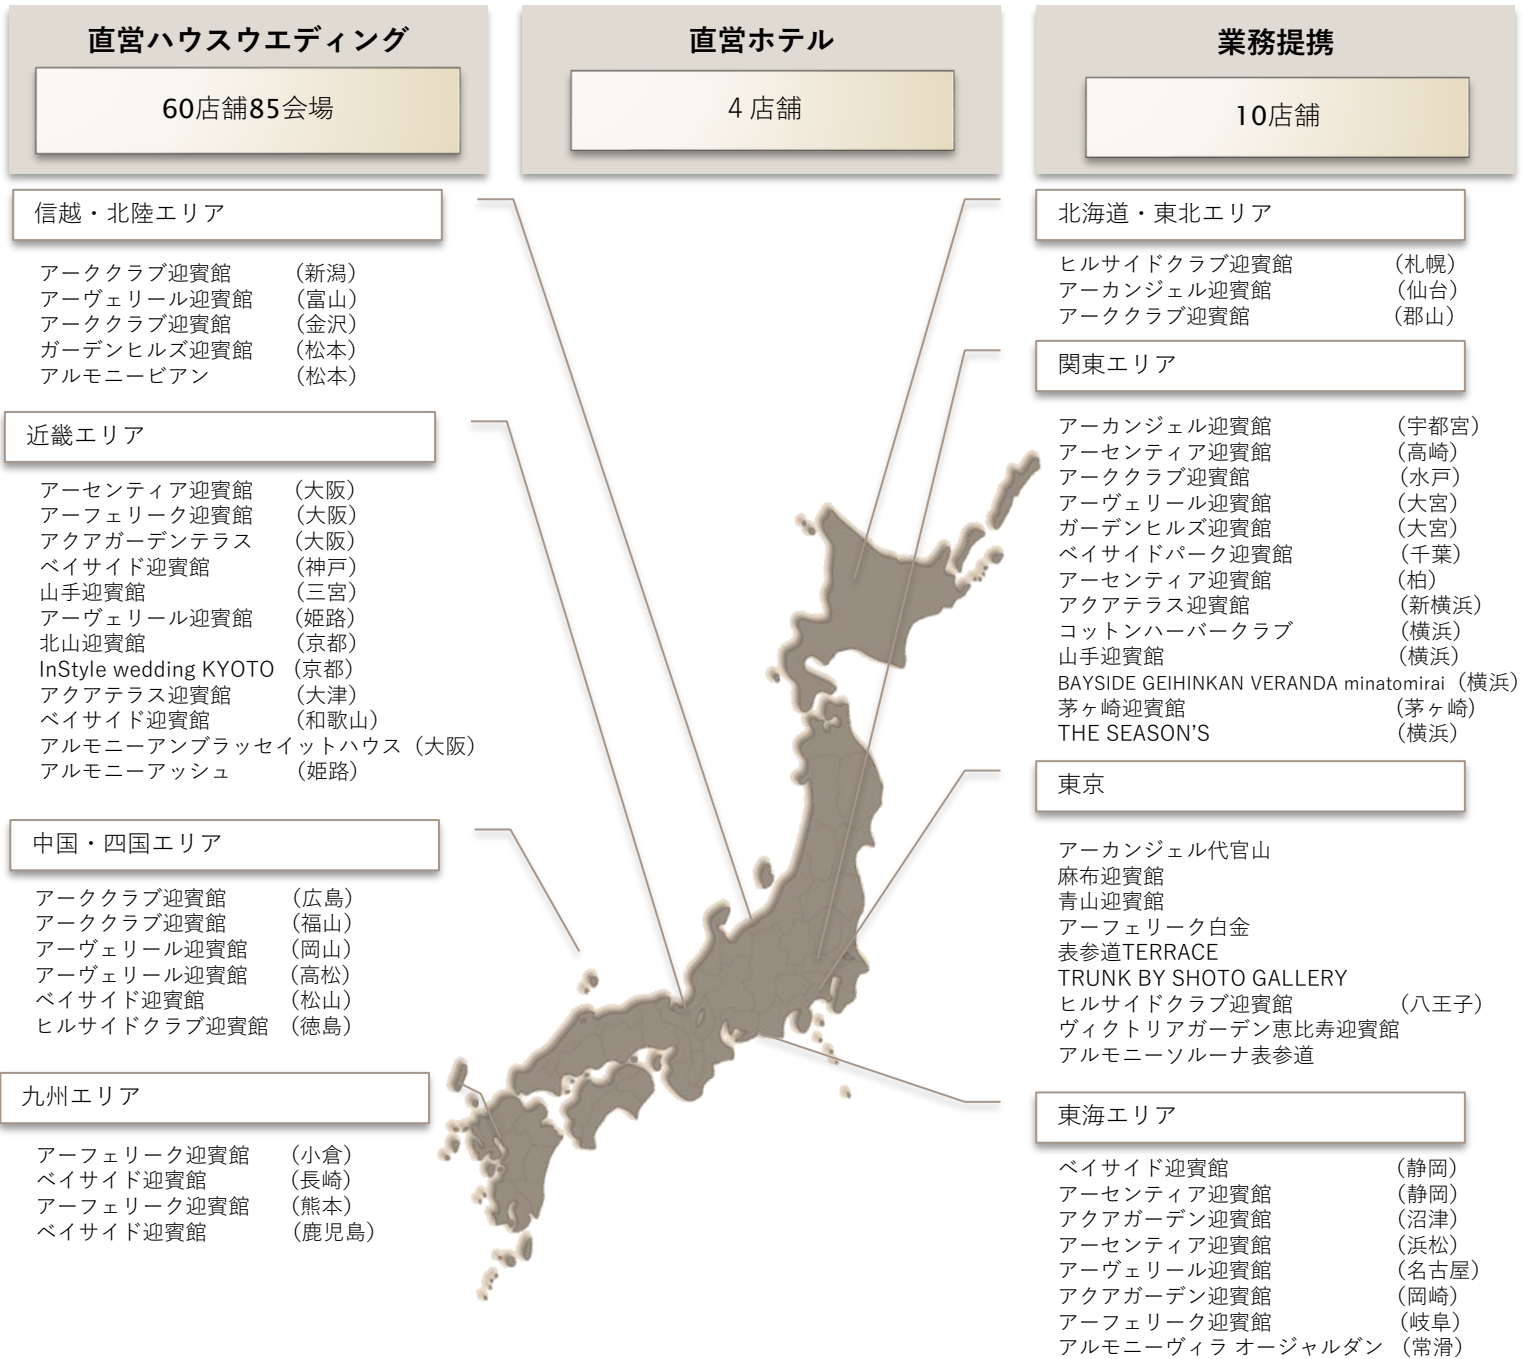 直営ハウスウエディング
60店舗85会場
直営ホテル
4 店舗
業務提携
10店舗
信越・北陸エリア
アーククラブ迎賓館 （新潟）
アーヴェリール迎賓館 （富山）
アーククラブ迎賓館 （金沢）
ガーデンヒルズ迎賓館 （松本）
アルモニービアン （松本）
近畿エリア
アーセンティア迎賓館 （大阪）
アーフェリーク迎賓館 （大阪）
アクアガーデンテラス （大阪）
ベイサイド迎賓館 （神戸）
山手迎賓館 （三宮）
アーヴェリール迎賓館 （姫路）
北山迎賓館 （京都）
InStyle wedding KYOTO （京都）
アクアテラス迎賓館 （大津）
ベイサイド迎賓館 （和歌山）
アルモニーアンブラッセイットハウス（大阪）
アルモニーアッシュ （姫路）
中国・四国エリア
アーククラブ迎賓館 （広島）
アーククラブ迎賓館 （福山）
アーヴェリール迎賓館 （岡山）
アーヴェリール迎賓館 （高松）
ベイサイド迎賓館 （松山）
ヒルサイドクラブ迎賓館 （徳島）
九州エリア
アーフェリーク迎賓館 （小倉）
ベイサイド迎賓館 （長崎）
アーフェリーク迎賓館 （熊本）
ベイサイド迎賓館 （鹿児島）
北海道・東北エリア
ヒルサイドクラブ迎賓館 （札幌）
アーカンジェル迎賓館 （仙台）
アーククラブ迎賓館 （郡山）
関東エリア
アーカンジェル迎賓館 （宇都宮）
アーセンティア迎賓館 （高崎）
アーククラブ迎賓館 （水戸）
アーヴェリール迎賓館 （大宮）
ガーデンヒルズ迎賓館 （大宮）
ベイサイドパーク迎賓館 （千葉）
アーセンティア迎賓館 （柏）
アクアテラス迎賓館 （新横浜）
コットンハーバークラブ （横浜）
山手迎賓館 （横浜）
BAYSIDE GEIHINKAN VERANDA minatomirai（横浜）
茅ヶ崎迎賓館 （茅ヶ崎）
THE SEASON'S （横浜）
東京
アーカンジェル代官山
麻布迎賓館
青山迎賓館
アーフェリーク白金
表参道TERRACE
TRUNK BY SHOTO GALLERY
ヒルサイドクラブ迎賓館 （八王子）
ヴィクトリアガーデン恵比寿迎賓館
アルモニーソルーナ表参道
東海エリア
ベイサイド迎賓館 （静岡）
アーセンティア迎賓館 （静岡）
アクアガーデン迎賓館 （沼津）
アーセンティア迎賓館 （浜松）
アーヴェリール迎賓館 （名古屋）
アクアガーデン迎賓館 （岡崎）
アーフェリーク迎賓館 （岐阜）
アルモニーヴィラ オージャルダン （常滑）